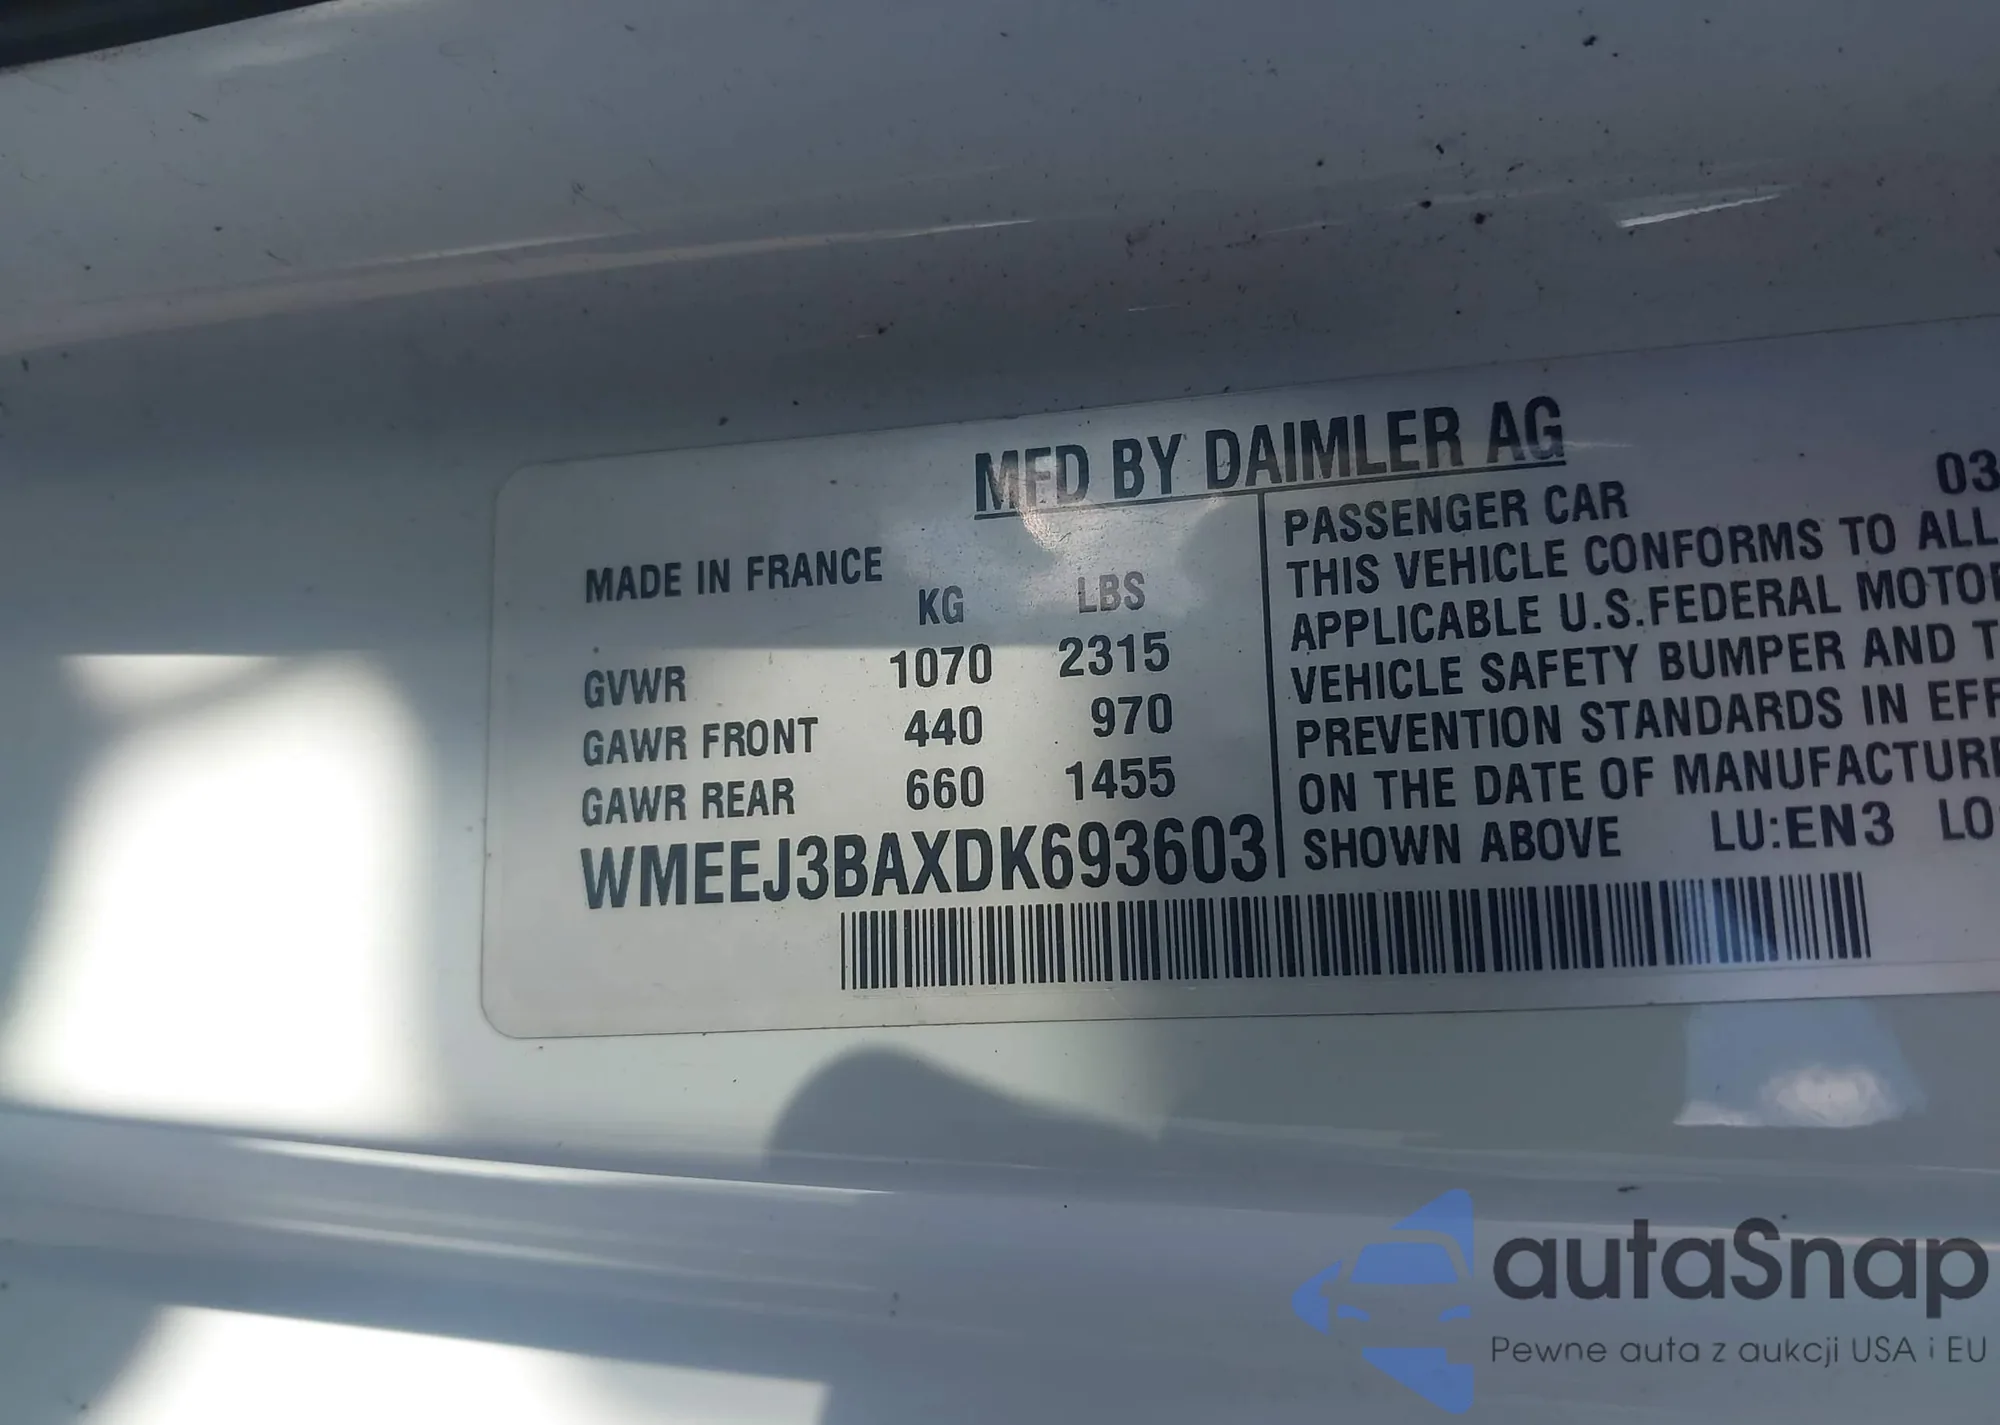 MFD BY DAIMLER AG
MADE IN FRANCE
KG LBS
GVWR 1070 2315
GAWR FRONT 440 970
GAWR REAR 660 1455
WMEEJ3BAXDK693603
03
PASSENGER CAR
THIS VEHICLE CONFORMS TO ALL
APPLICABLE U.S.FEDERAL MOTOR
VEHICLE SAFETY BUMPER AND T
PREVENTION STANDARDS IN EFF
ON THE DATE OF MANUFACTURE
SHOWN ABOVE LU:EN3 LO:
autaSnap
Pewne auta z aukcji USA i EU